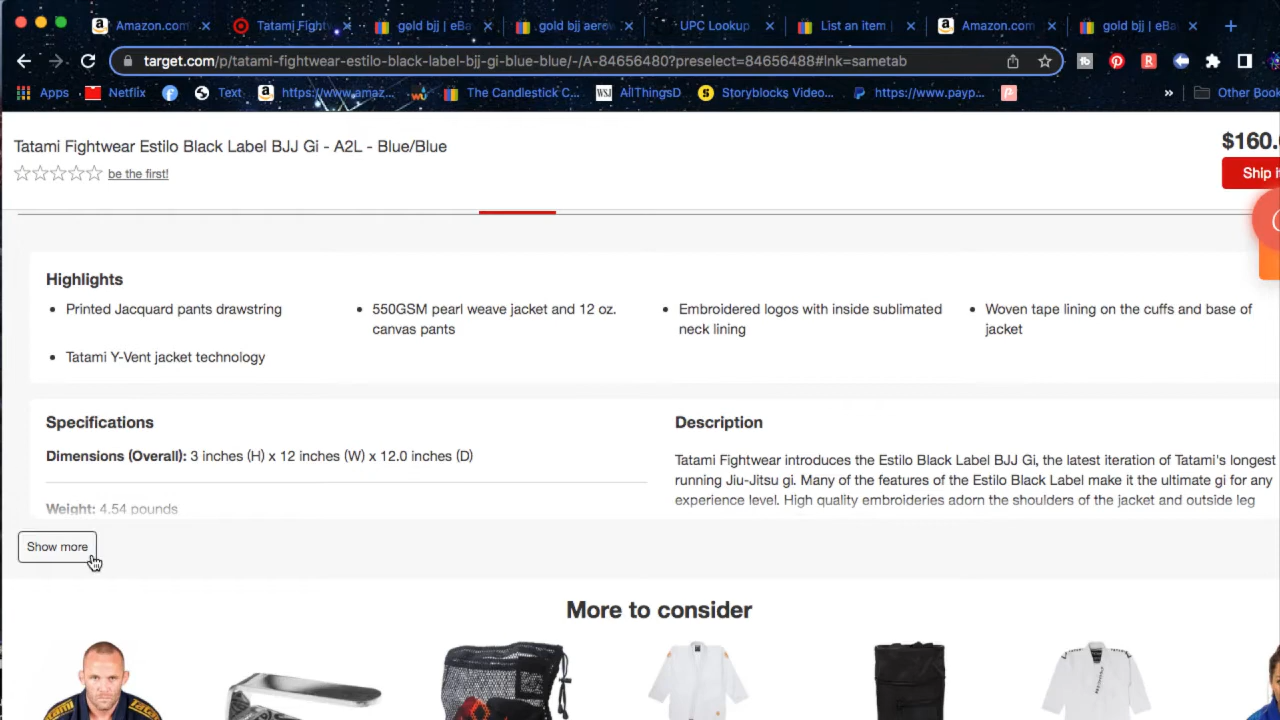 Amazon.com
Tatami Fight
gold bjj | eBa
gold bjj aerow
UPC Lookup
List an item |
Amazon.com
gold bjj | eBa
target.com/p/tatami-fightwear-estilo-black-label-bjj-gi-blue-blue/-/A-84656480?preselect=84656488#lnk=sametab
Apps
Netflix
Text
https://www.amaz...
The Candlestick C...
WSJ
AllThingsD
Storyblocks Video...
https://www.payp...
»
Other Book
Tatami Fightwear Estilo Black Label BJJ Gi - A2L - Blue/Blue
$160.
be the first!
Ship i
Highlights
• Printed Jacquard pants drawstring
• 550GSM pearl weave jacket and 12 oz.
canvas pants
• Embroidered logos with inside sublimated
neck lining
• Woven tape lining on the cuffs and base of
jacket
• Tatami Y-Vent jacket technology
Specifications
Description
Dimensions (Overall): 3 inches (H) x 12 inches (W) x 12.0 inches (D)
Tatami Fightwear introduces the Estilo Black Label BJJ Gi, the latest iteration of Tatami's longest
running Jiu-Jitsu gi. Many of the features of the Estilo Black Label make it the ultimate gi for any
experience level. High quality embroideries adorn the shoulders of the jacket and outside leg
Weight: 4.54 pounds
Show more
More to consider